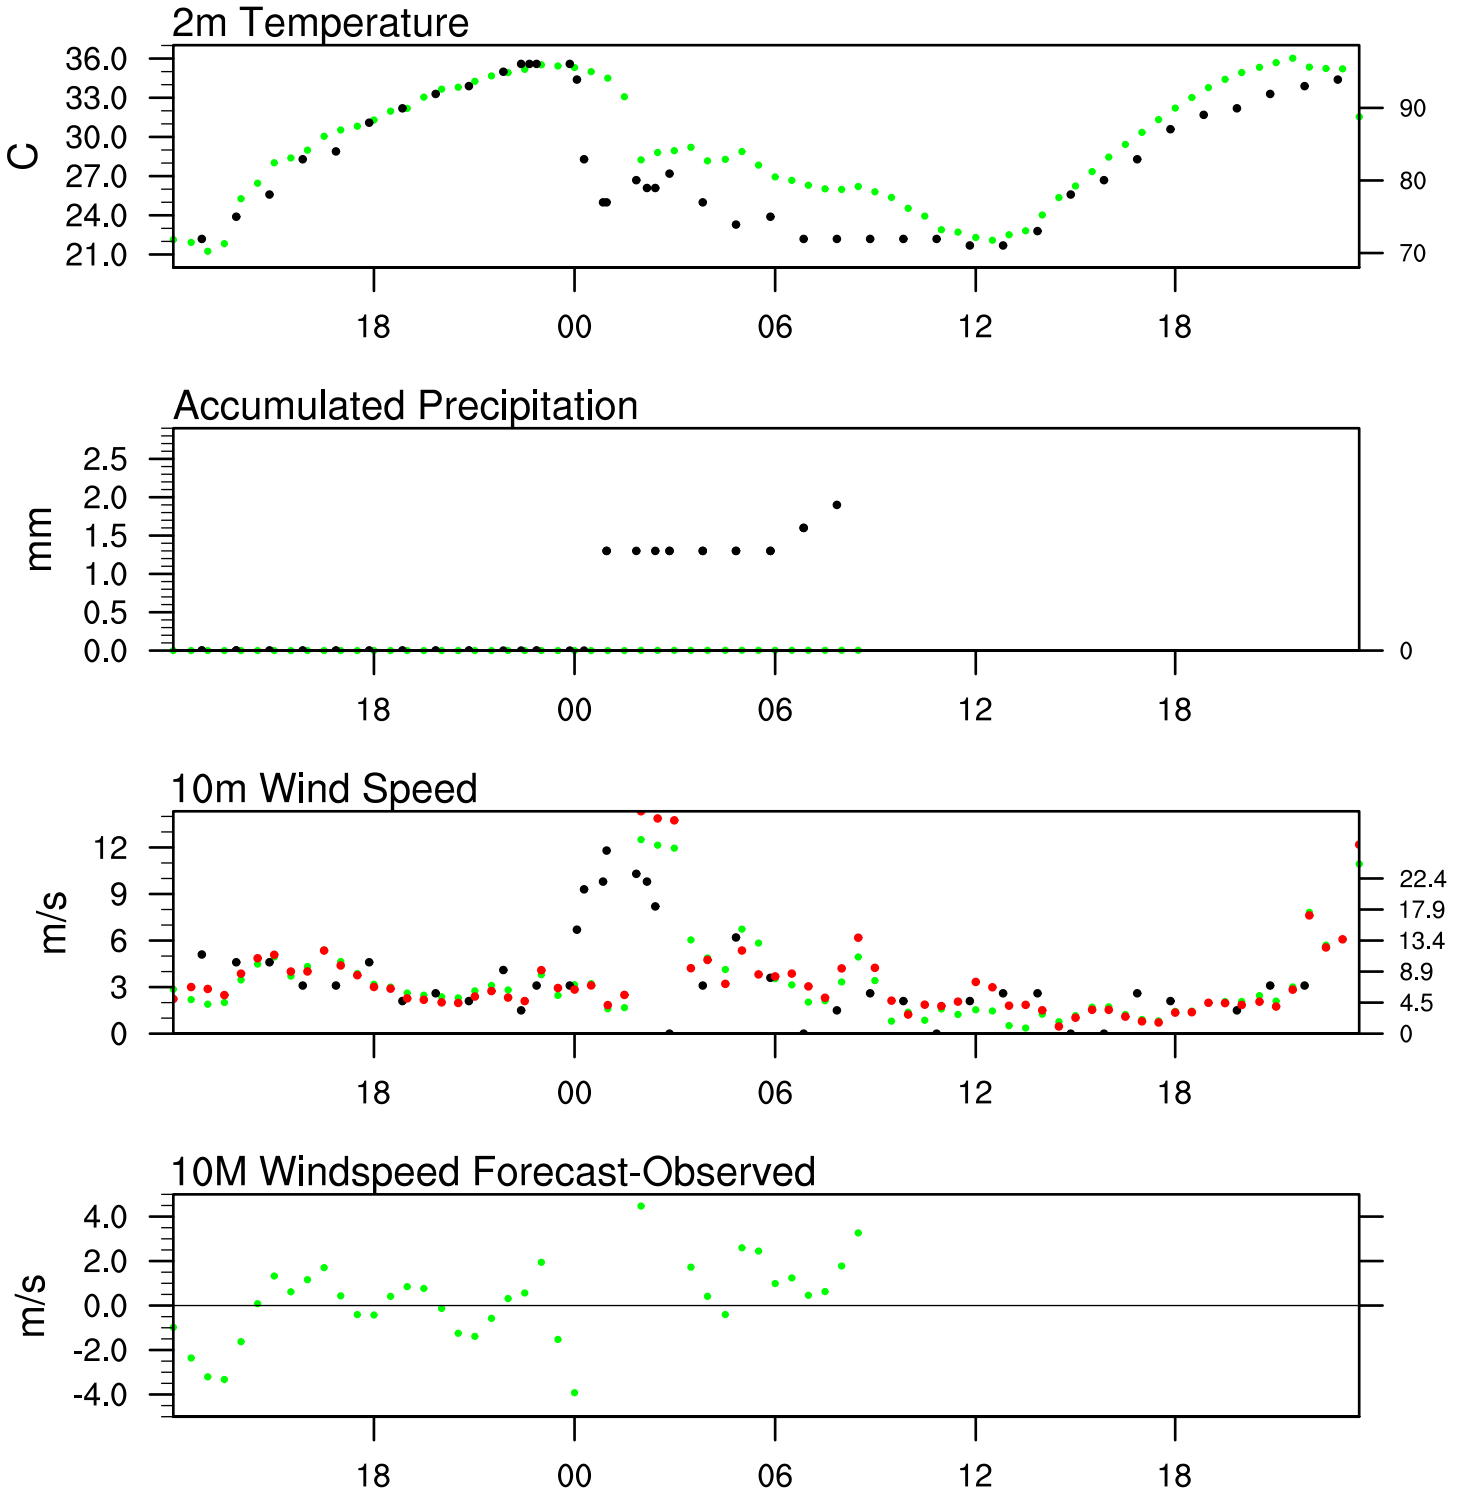 2m Temperature
36.0
33.0
30.0
27.0
24.0
21.0
C
90
80
70
18 00 06 12 18
Accumulated Precipitation
2.5
2.0
1.5
1.0
0.5
0.0
mm
0
18 00 06 12 18
10m Wind Speed
12
9
6
3
0
m/s
22.4
17.9
13.4
8.9
4.5
0
18 00 06 12 18
10M Windspeed Forecast-Observed
4.0
2.0
0.0
-2.0
-4.0
m/s
18 00 06 12 18